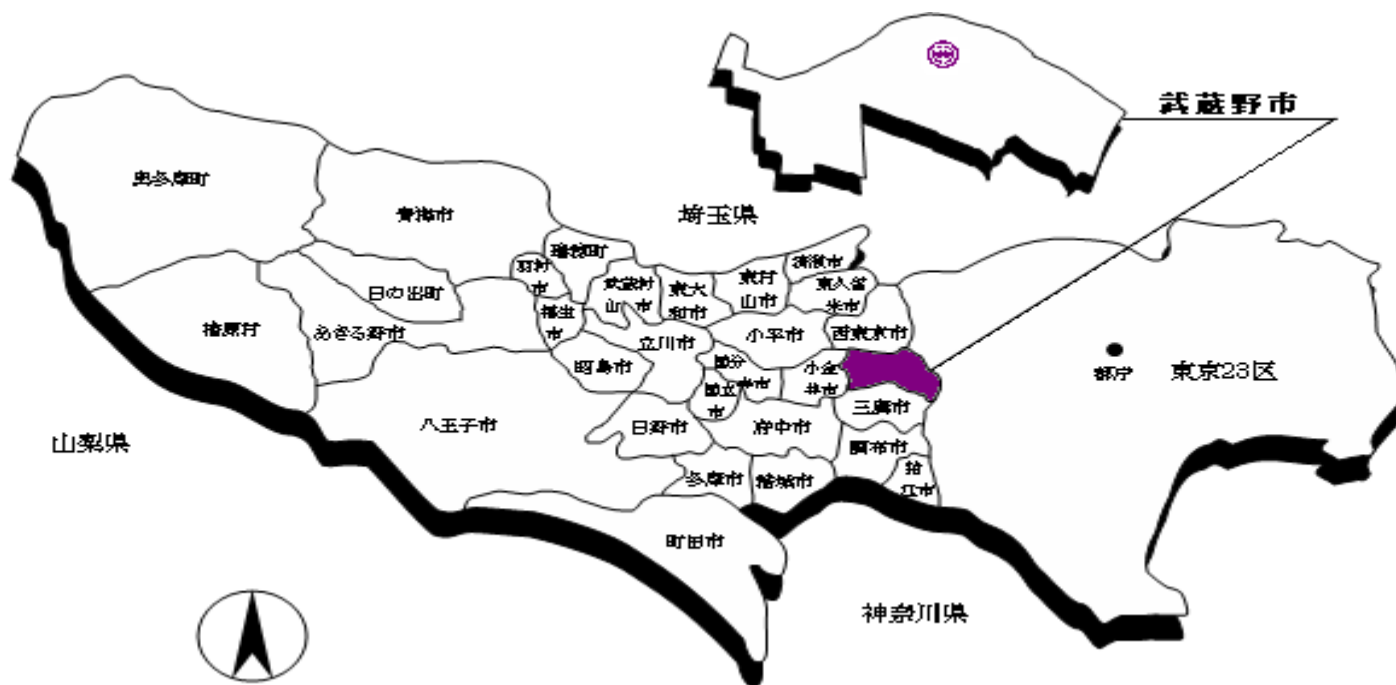 武蔵野市
埼玉県
奥多摩町
青梅市
瑞穂町
羽村
市
武蔵村
山 市
東大
和市
東村
山市
清瀬市
東久留
米市
日の出町
福生
市
檜原村
あきる野市
立川市
小平市
西東京市
昭島市
国分
寺市
小金
井市
国立
市
都庁
東京23区
三鷹市
八王子市
日野市
府中市
調布市
狛
江市
山梨県
多摩市
稲城市
町田市
神奈川県